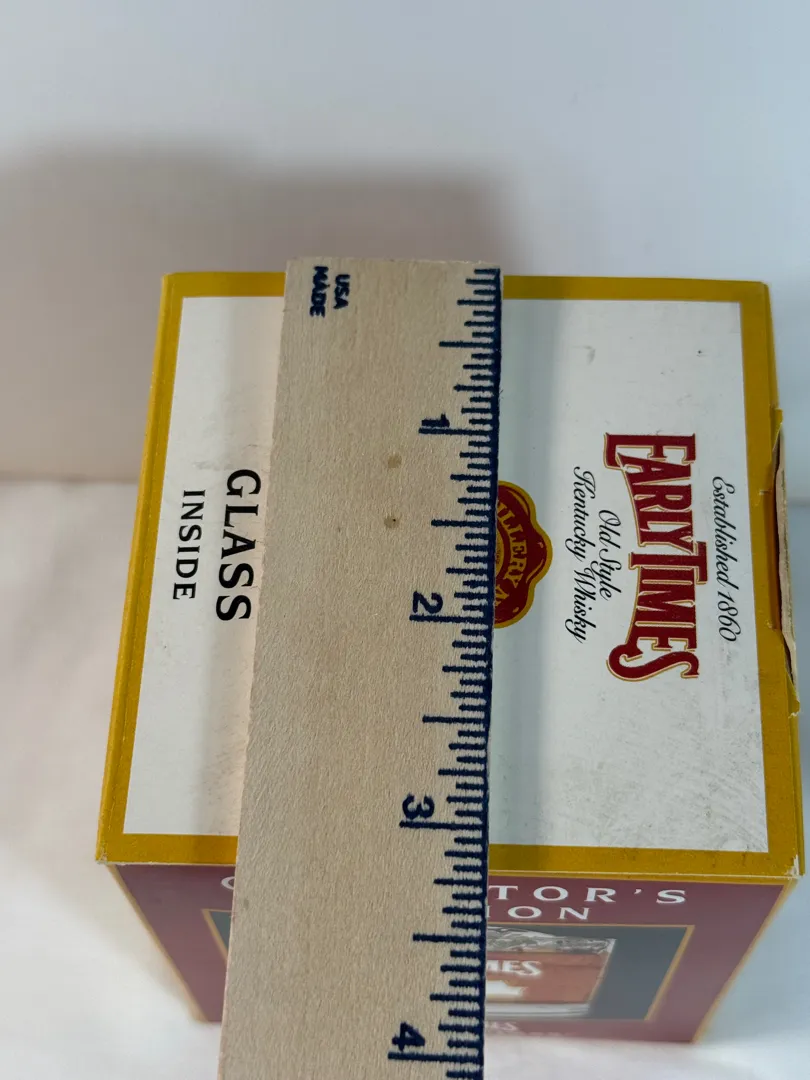 USA
MADE
1
2
3
4
GLASS
INSIDE
Established 1860
EARLY TIMES
Old Style
Kentucky Whisky